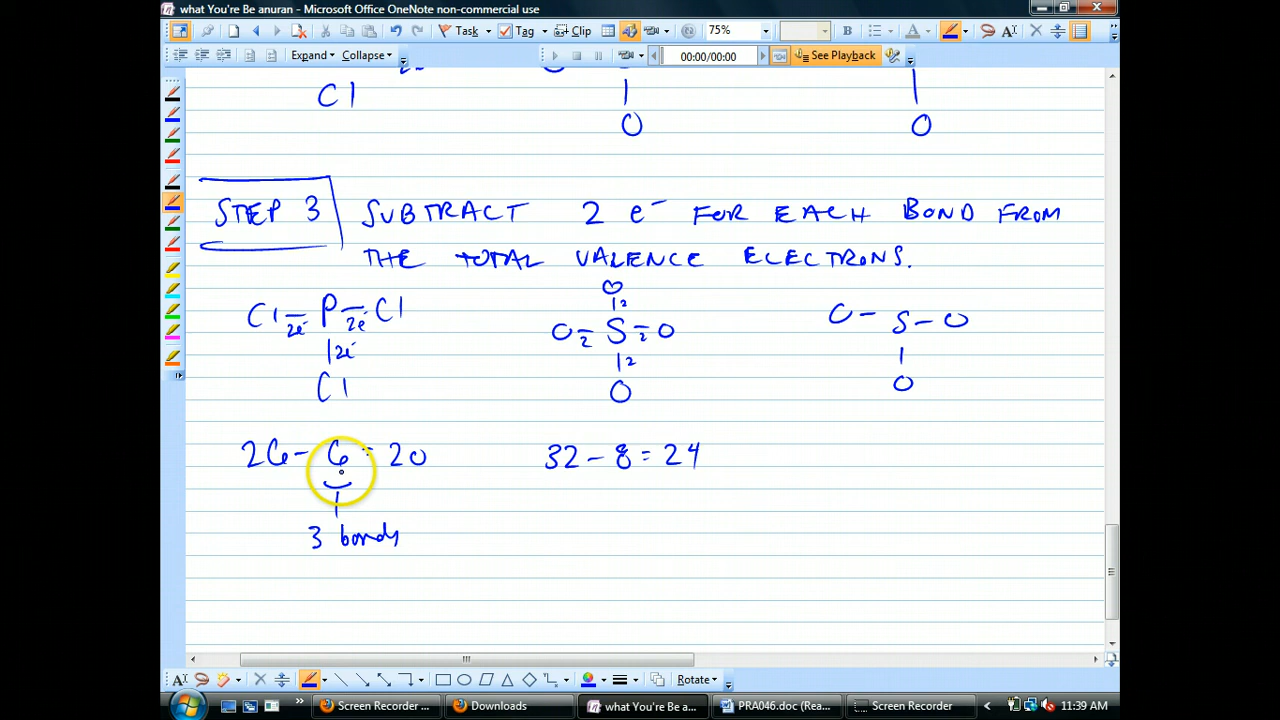 what You're Be anuran - Microsoft Office OneNote non-commercial use
Task Tag Clip 75% B A A
Expand Collapse 00:00/00:00 See Playback
Cl
O O
STEP 3 SUBTRACT 2 e⁻ FOR EACH BOND FROM
THE TOTAL VALENCE ELECTRONS.
O
2
Cl – P – Cl O – S – O O – S – O
2e⁻ 2e⁻ 2 2
2e⁻ 2
Cl O O
26 – 6 = 20 32 – 8 = 24
3 bonds
A Rotate
Screen Recorder ... Downloads what You're Be a... PRA046.doc (Rea... Screen Recorder 11:39 AM